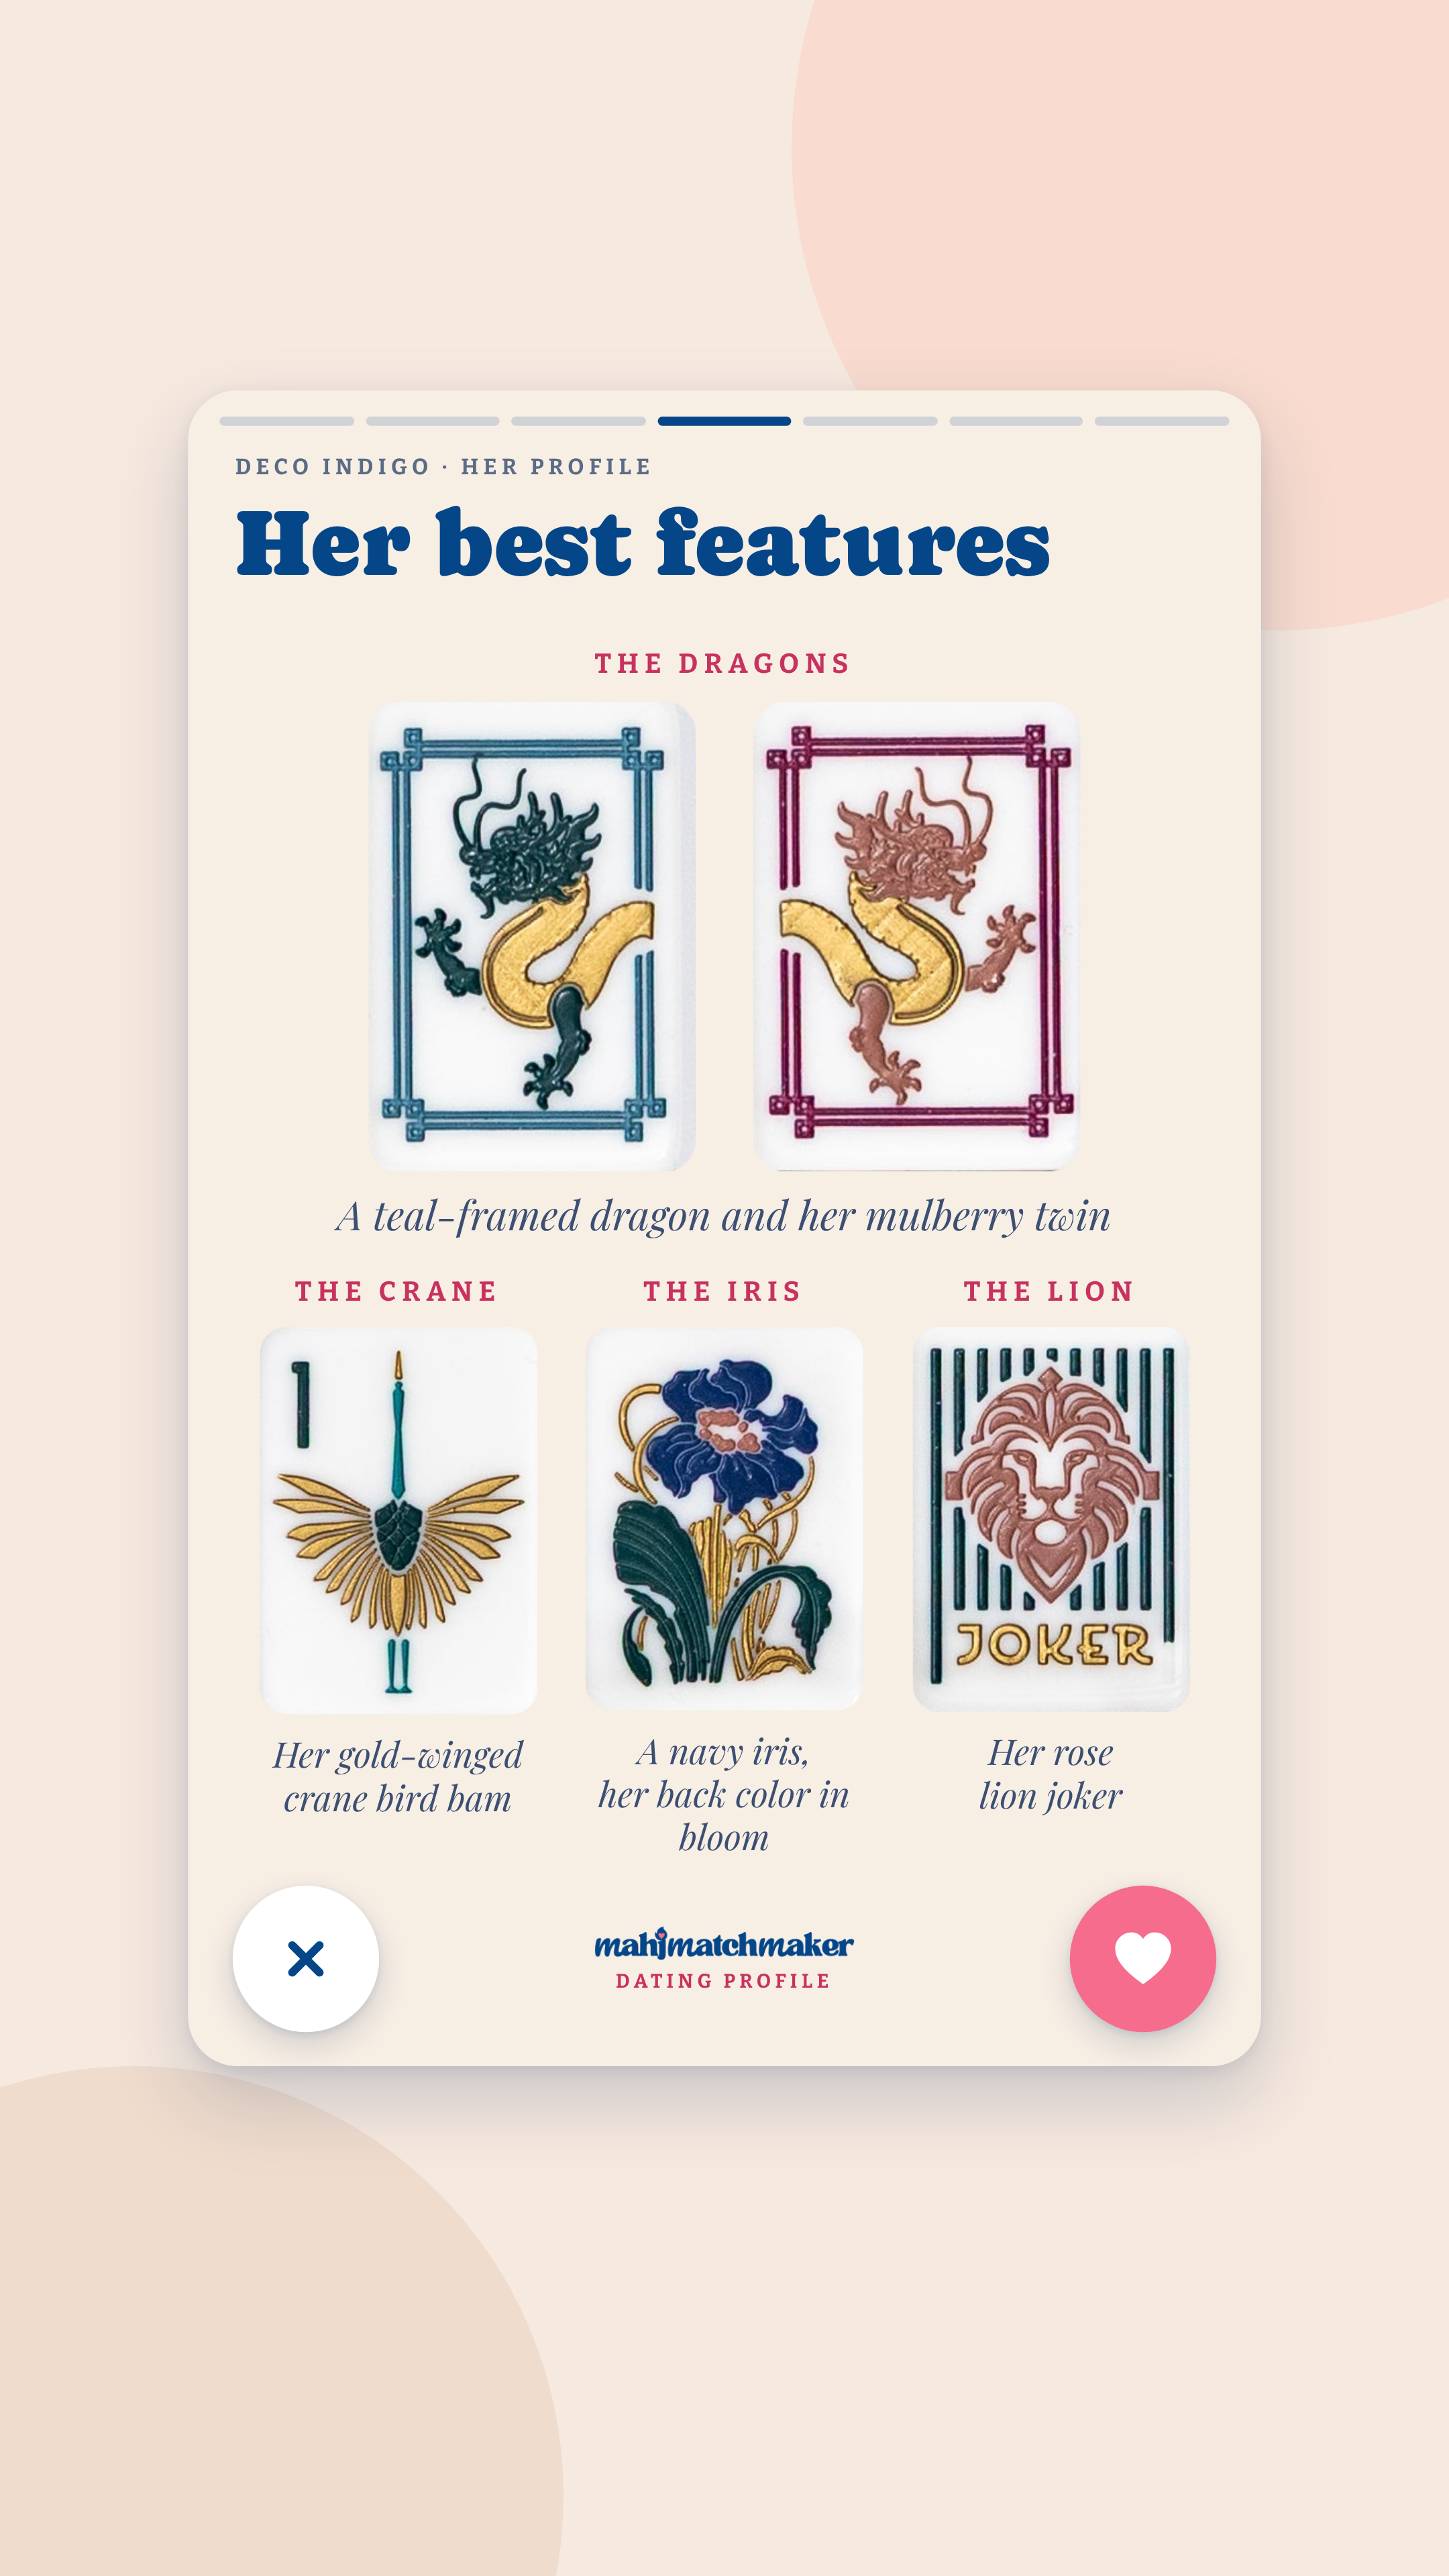 DECO INDIGO · HER PROFILE
Her best features
THE DRAGONS
A teal-framed dragon and her mulberry twin
THE CRANE
THE IRIS
THE LION
1
JOKER
Her gold-winged
crane bird bam
A navy iris,
her back color in
bloom
Her rose
lion joker
mahjmatchmaker
DATING PROFILE